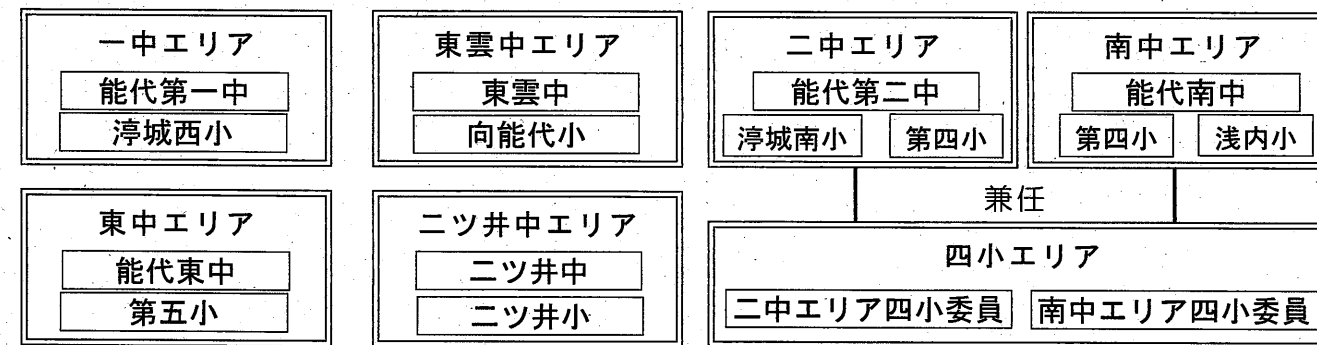 一中エリア
能代第一中
渟城西小
東雲中エリア
東雲中
向能代小
二中エリア
能代第二中
渟城南小 第四小
南中エリア
能代南中
第四小 浅内小
兼任
東中エリア
能代東中
第五小
二ツ井中エリア
二ツ井中
二ツ井小
四小エリア
二中エリア四小委員 南中エリア四小委員